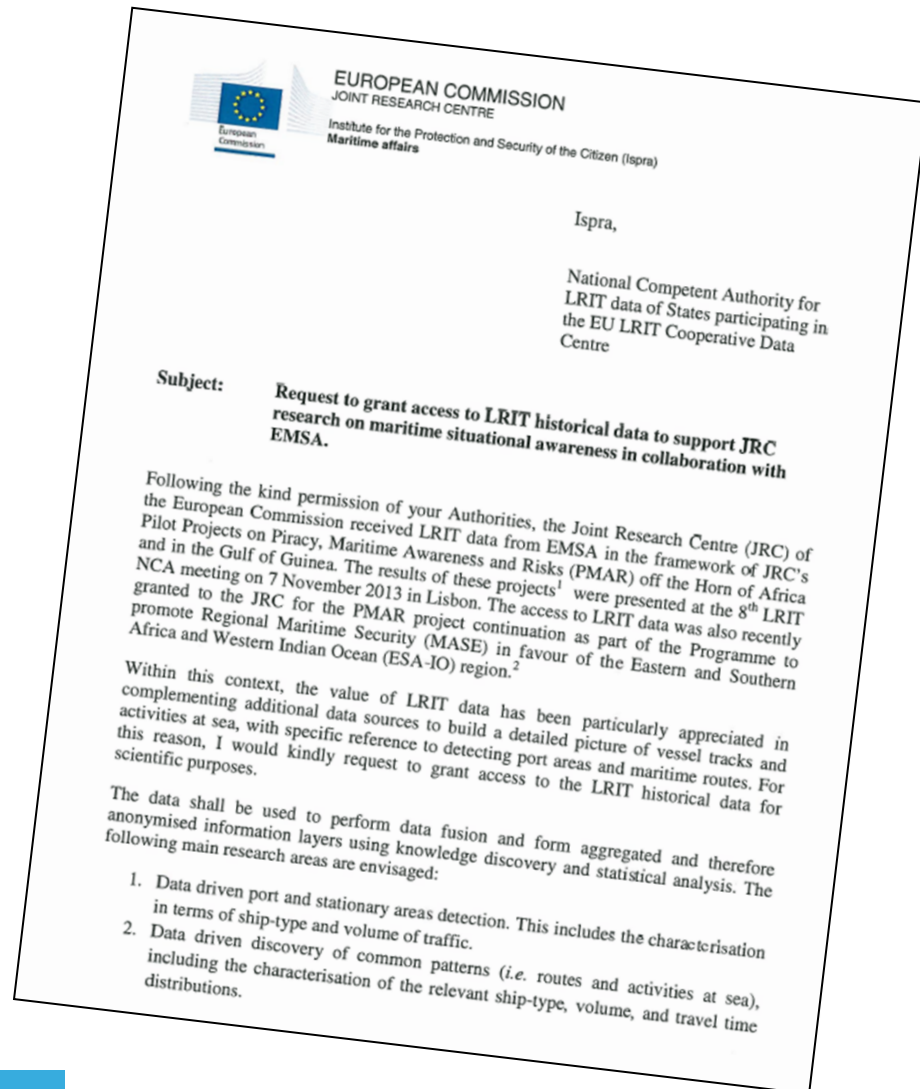 European
Commission
EUROPEAN COMMISSION
JOINT RESEARCH CENTRE
Institute for the Protection and Security of the Citizen (Ispra)
Maritime affairs
Ispra,
National Competent Authority for
LRIT data of States participating in
the EU LRIT Cooperative Data
Centre
Subject: Request to grant access to LRIT historical data to support JRC
research on maritime situational awareness in collaboration with
EMSA.
Following the kind permission of your Authorities, the Joint Research Centre (JRC) of
the European Commission received LRIT data from EMSA in the framework of JRC's
Pilot Projects on Piracy, Maritime Awareness and Risks (PMAR) off the Horn of Africa
and in the Gulf of Guinea. The results of these projects¹ were presented at the 8th LRIT
NCA meeting on 7 November 2013 in Lisbon. The access to LRIT data was also recently
granted to the JRC for the PMAR project continuation as part of the Programme to
promote Regional Maritime Security (MASE) in favour of the Eastern and Southern
Africa and Western Indian Ocean (ESA-IO) region.²
Within this context, the value of LRIT data has been particularly appreciated in
complementing additional data sources to build a detailed picture of vessel tracks and
activities at sea, with specific reference to detecting port areas and maritime routes. For
this reason, I would kindly request to grant access to the LRIT historical data for
scientific purposes.
The data shall be used to perform data fusion and form aggregated and therefore
anonymised information layers using knowledge discovery and statistical analysis. The
following main research areas are envisaged:
1. Data driven port and stationary areas detection. This includes the characterisation
in terms of ship-type and volume of traffic.
2. Data driven discovery of common patterns (i.e. routes and activities at sea),
including the characterisation of the relevant ship-type, volume, and travel time
distributions.